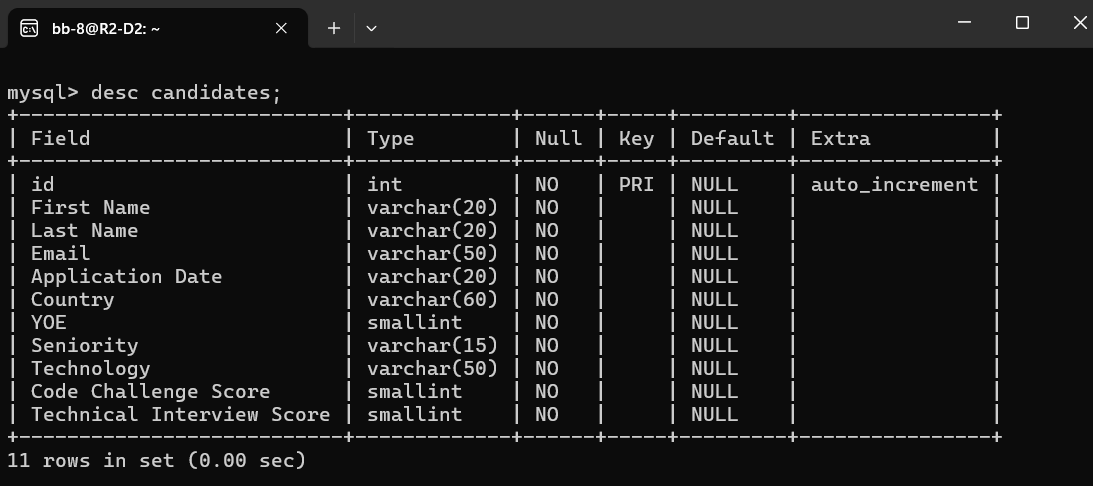 bb-8@R2-D2: ~
mysql> desc candidates;
+---------------------------+-------------+------+-----+---------+----------------+
| Field                     | Type        | Null | Key | Default | Extra          |
+---------------------------+-------------+------+-----+---------+----------------+
| id                        | int         | NO   | PRI | NULL    | auto_increment |
| First Name                | varchar(20) | NO   |     | NULL    |                |
| Last Name                 | varchar(20) | NO   |     | NULL    |                |
| Email                     | varchar(50) | NO   |     | NULL    |                |
| Application Date          | varchar(20) | NO   |     | NULL    |                |
| Country                   | varchar(60) | NO   |     | NULL    |                |
| YOE                       | smallint    | NO   |     | NULL    |                |
| Seniority                 | varchar(15) | NO   |     | NULL    |                |
| Technology                | varchar(50) | NO   |     | NULL    |                |
| Code Challenge Score      | smallint    | NO   |     | NULL    |                |
| Technical Interview Score | smallint    | NO   |     | NULL    |                |
+---------------------------+-------------+------+-----+---------+----------------+
11 rows in set (0.00 sec)